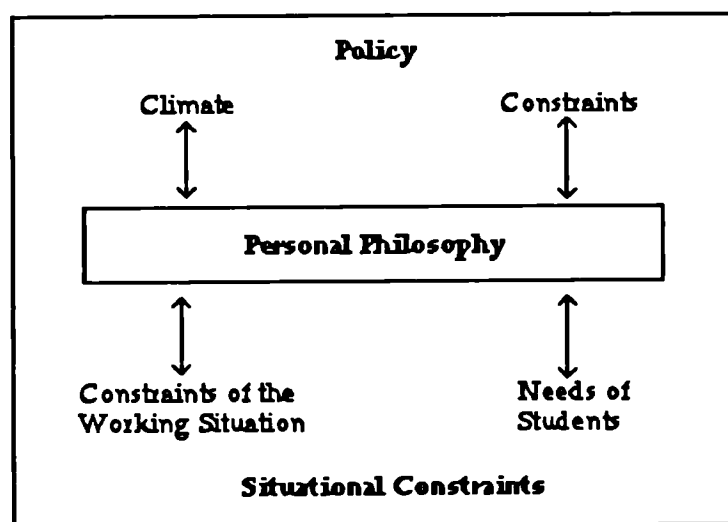 Policy
Climate
Constraints
Personal Philosophy
Constraints of the
Working Situation
Needs of
Students
Situational Constraints